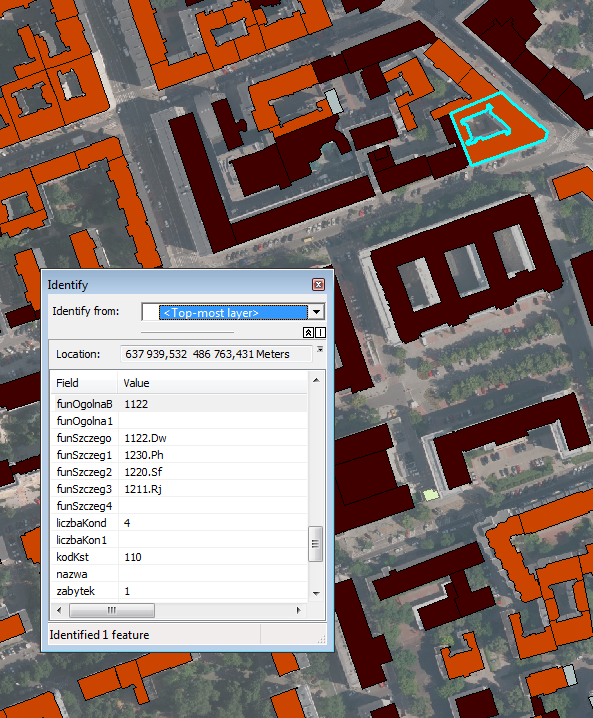 Identify
Identify from: <Top-most layer>
Location: 637 939,532 486 763,431 Meters
Field Value
funOgolnaB 1122
funOgolna1
funSzczego 1122.Dw
funSzczeg1 1230.Ph
funSzczeg2 1220.Sf
funSzczeg3 1211.Rj
funSzczeg4
liczbaKond 4
liczbaKon1
kodKst 110
nazwa
zabytek 1
Identified 1 feature